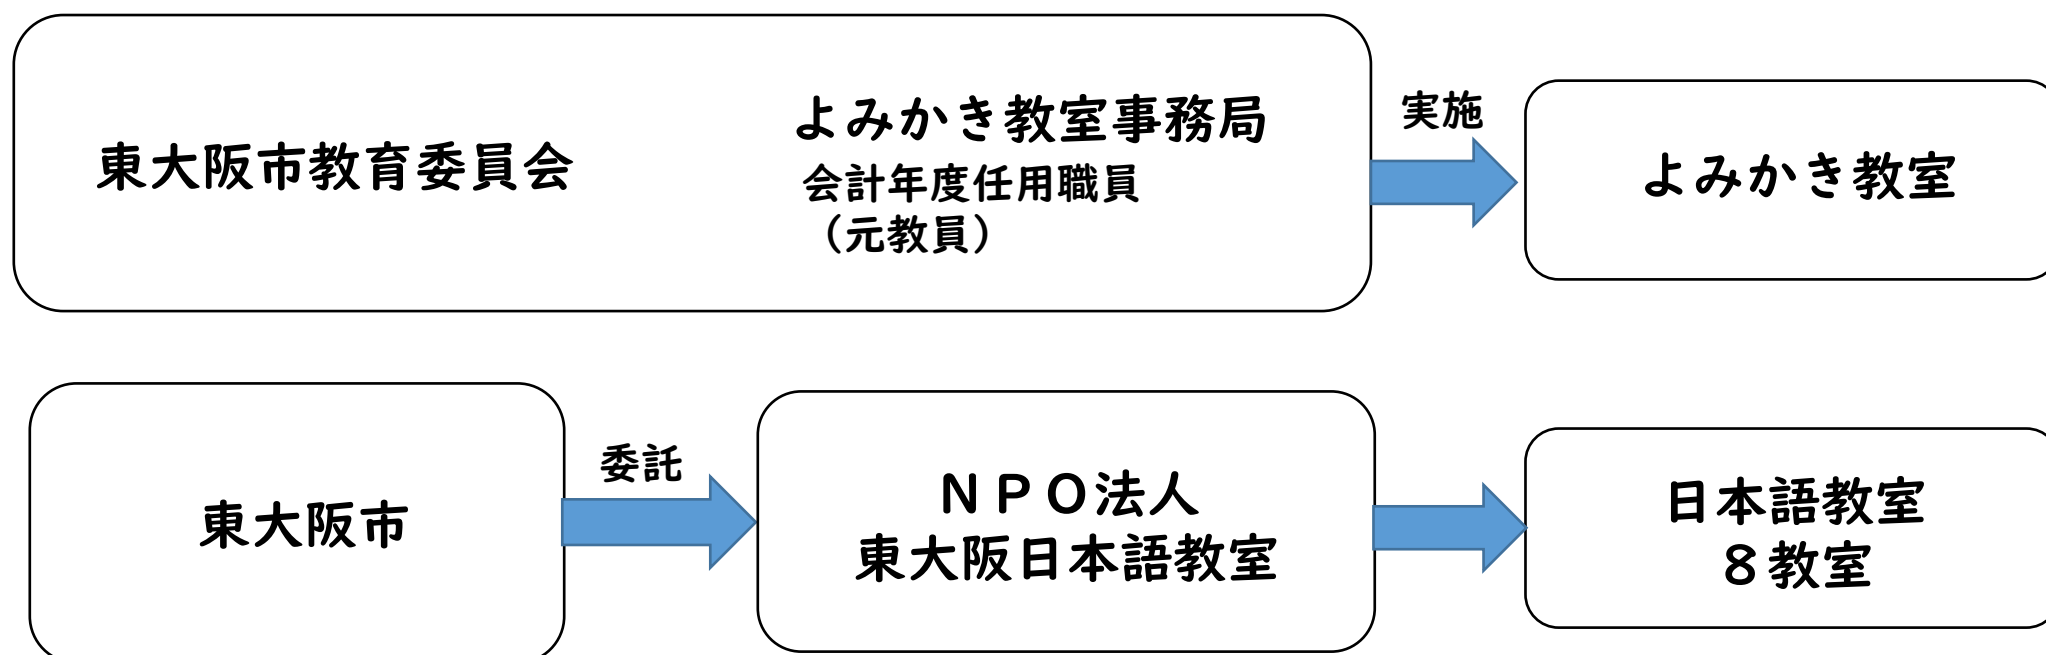 東大阪市教育委員会
よみかき教室事務局
会計年度任用職員
（元教員）
実施
よみかき教室
東大阪市
委託
ＮＰＯ法人
東大阪日本語教室
日本語教室
８教室